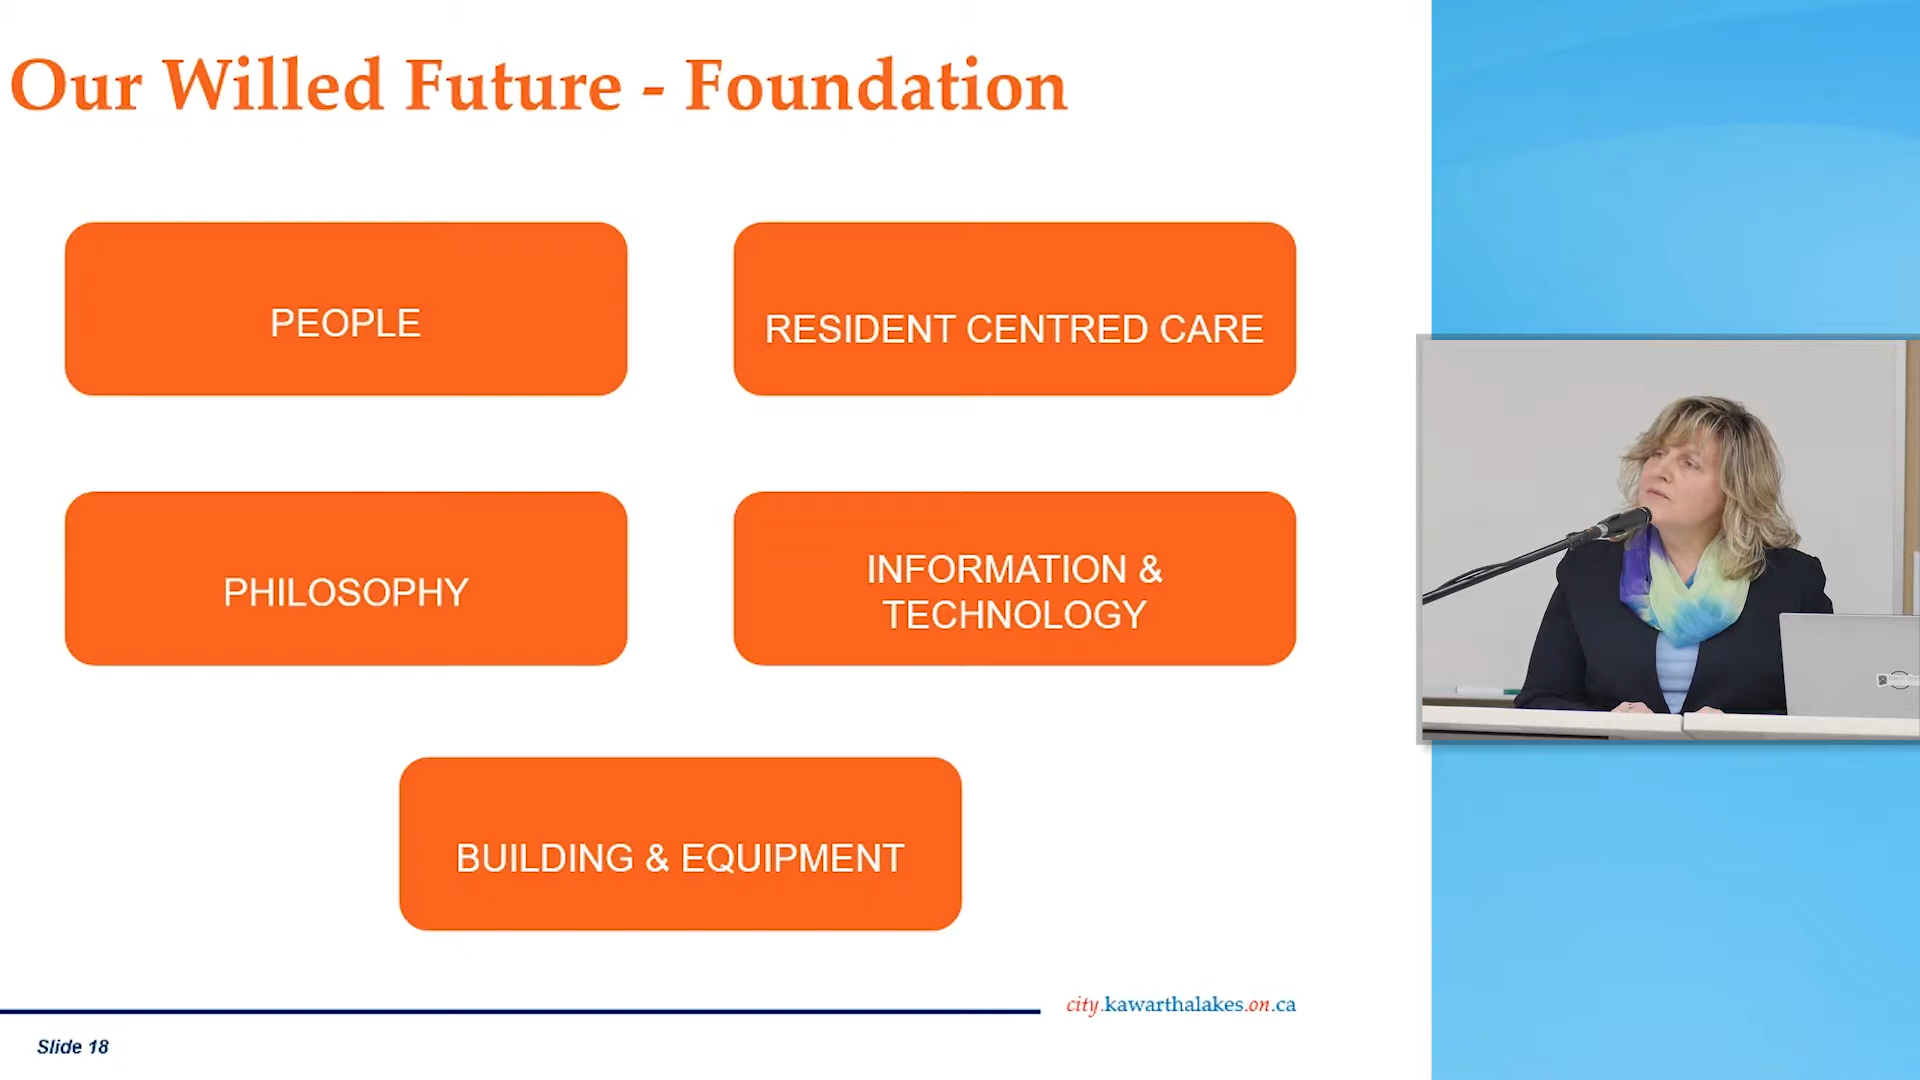 Our Willed Future - Foundation
PEOPLE
RESIDENT CENTRED CARE
PHILOSOPHY
INFORMATION &
TECHNOLOGY
BUILDING & EQUIPMENT
city.kawarthalakes.on.ca
Slide 18